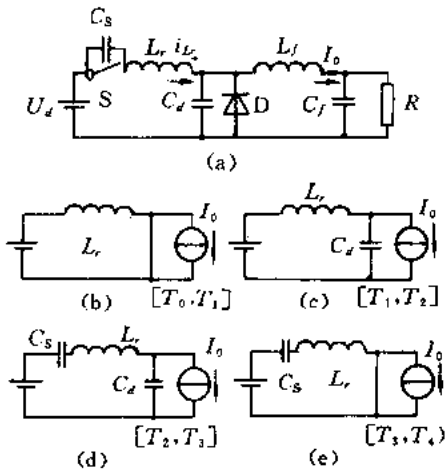 C_S
L_r i_Lr L_f I_0
U_d S C_d D C_f R
(a)
L_r I_0 L_r C_d I_0
(b) [T_0,T_1] (c) [T_1,T_2]
C_S L_r C_d I_0 C_S L_r I_0
[T_2,T_3] [T_3,T_4)
(d) (e)